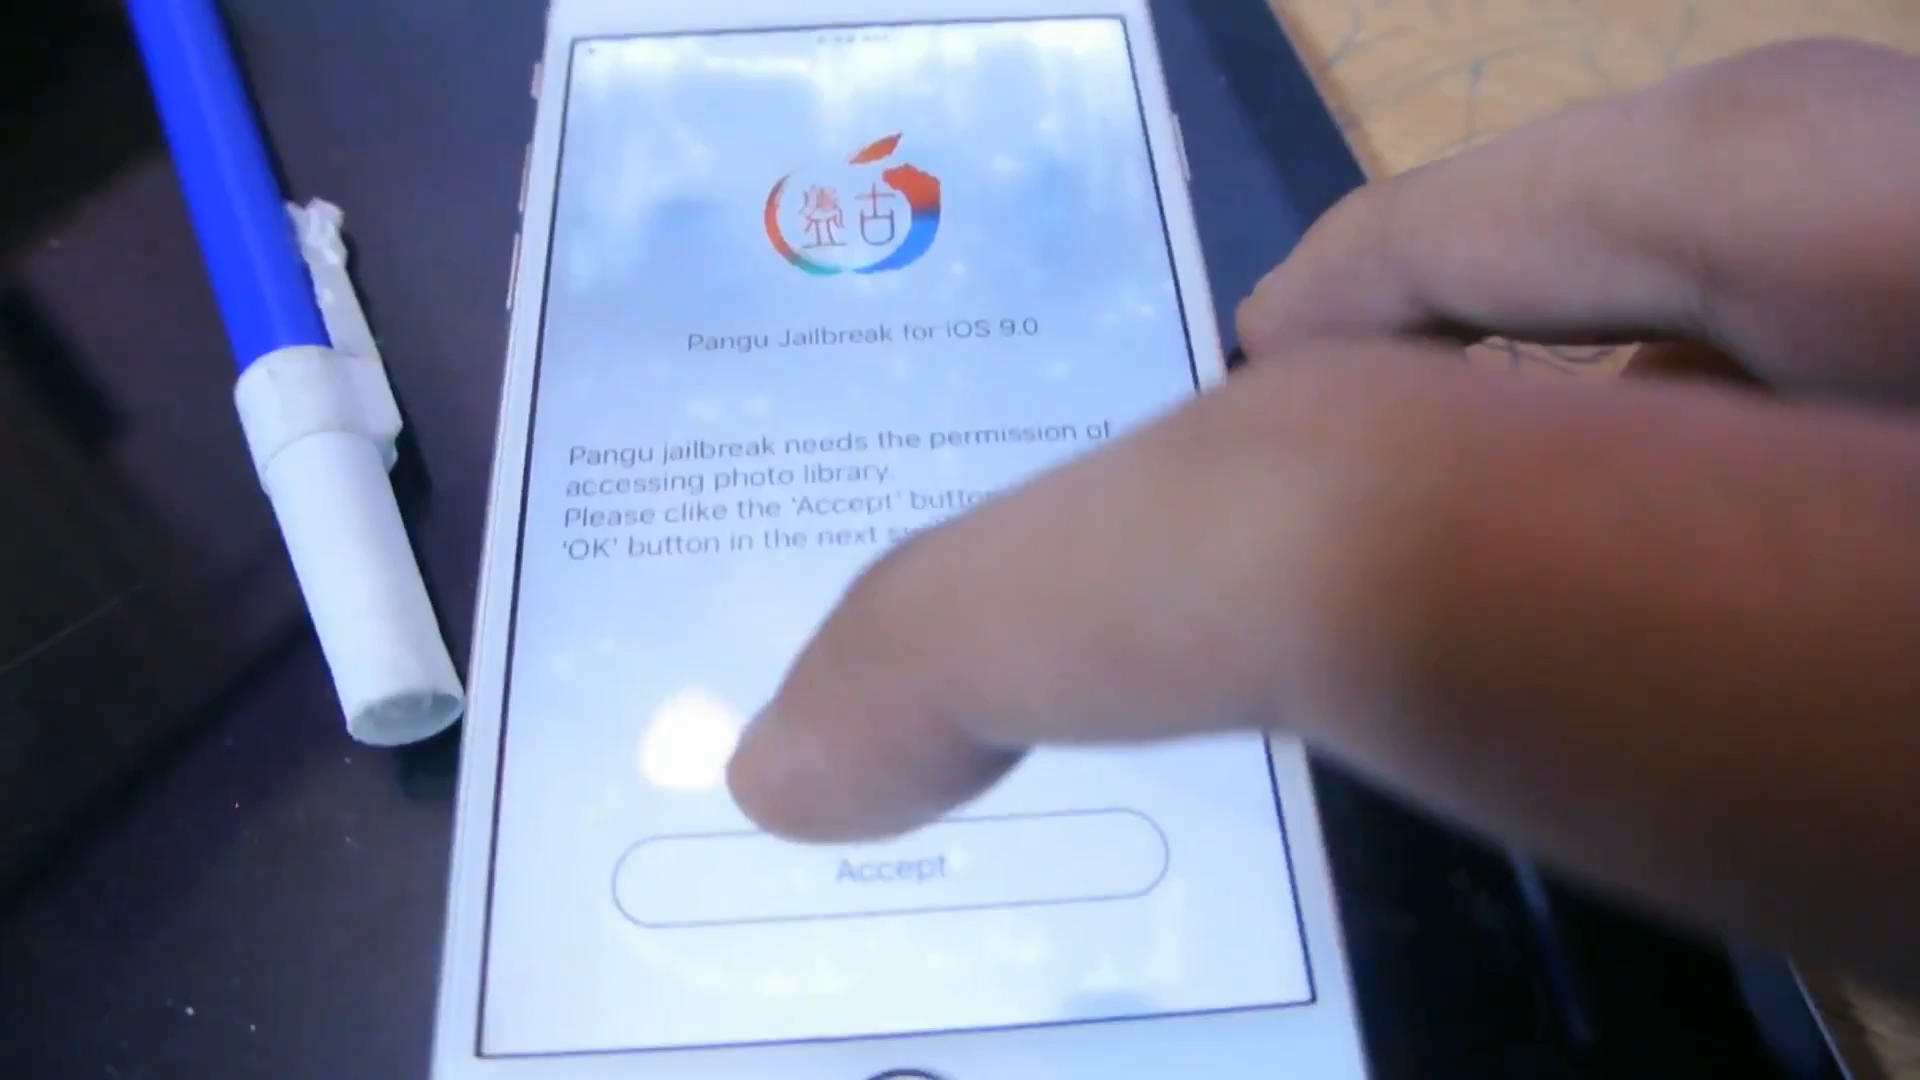 盘古
Pangu Jailbreak for iOS 9.0
Pangu jailbreak needs the permission of
accessing photo library.
Please clike the 'Accept' button
'OK' button in the next
Accept